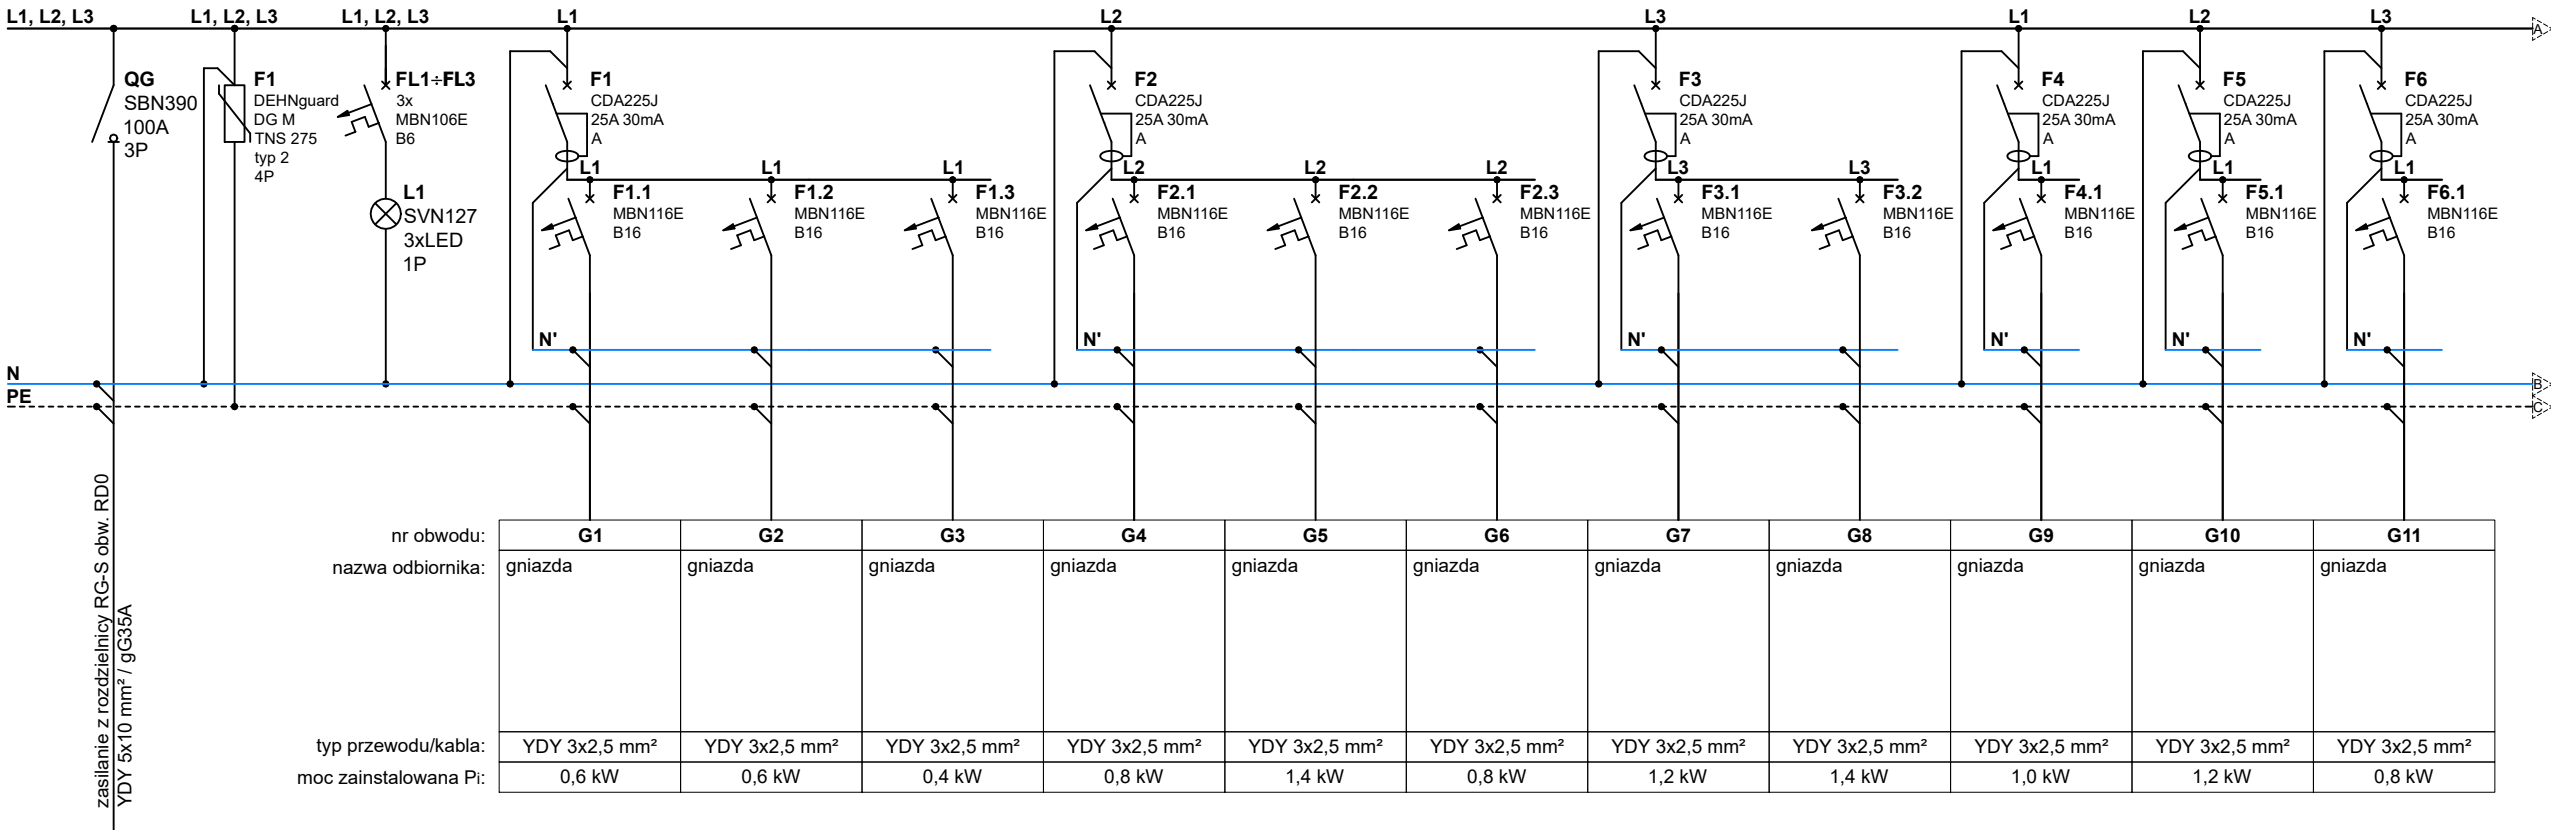 L1, L2, L3
L1, L2, L3
L1, L2, L3
L1
L2
L3
L1
L2
L3
A
QG
SBN390
100A
3P
F1
DEHNguard
DG M
TNS 275
typ 2
4P
FL1÷FL3
3x
MBN106E
B6
L1
SVN127
3xLED
1P
F1
CDA225J
25A 30mA
A
F2
CDA225J
25A 30mA
A
F3
CDA225J
25A 30mA
A
F4
CDA225J
25A 30mA
A
F5
CDA225J
25A 30mA
A
F6
CDA225J
25A 30mA
A
L1
L1
L1
L2
L2
L2
L3
L3
L1
L1
L1
F1.1
MBN116E
B16
F1.2
MBN116E
B16
F1.3
MBN116E
B16
F2.1
MBN116E
B16
F2.2
MBN116E
B16
F2.3
MBN116E
B16
F3.1
MBN116E
B16
F3.2
MBN116E
B16
F4.1
MBN116E
B16
F5.1
MBN116E
B16
F6.1
MBN116E
B16
N'
N'
N'
N'
N'
N'
N
B
PE
C
zasilanie z rozdzielnicy RG-S obw. RD0
YDY 5x10 mm² / gG35A
nr obwodu: G1 G2 G3 G4 G5 G6 G7 G8 G9 G10 G11
nazwa odbiornika: gniazda gniazda gniazda gniazda gniazda gniazda gniazda gniazda gniazda gniazda gniazda
typ przewodu/kabla: YDY 3x2,5 mm² YDY 3x2,5 mm² YDY 3x2,5 mm² YDY 3x2,5 mm² YDY 3x2,5 mm² YDY 3x2,5 mm² YDY 3x2,5 mm² YDY 3x2,5 mm² YDY 3x2,5 mm² YDY 3x2,5 mm² YDY 3x2,5 mm²
moc zainstalowana Pi: 0,6 kW 0,6 kW 0,4 kW 0,8 kW 1,4 kW 0,8 kW 1,2 kW 1,4 kW 1,0 kW 1,2 kW 0,8 kW